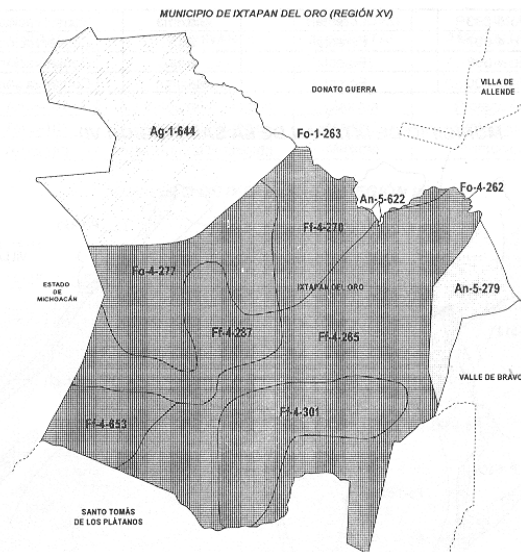 MUNICIPIO DE IXTAPAN DEL ORO (REGIÓN XV)
VILLA DE
ALLENDE
DONATO GUERRA
Ag-1-644
Fo-1-263
Fo-4-262
An-5-622
Ff-4-270
Fo-4-277
ESTADO
DE
MICHOACÁN
IXTAPAN DEL ORO
An-5-279
Ff-4-287
Ff-4-265
VALLE DE BRAVO
Ff-4-301
Ff-4-653
SANTO TOMÁS
DE LOS PLÁTANOS